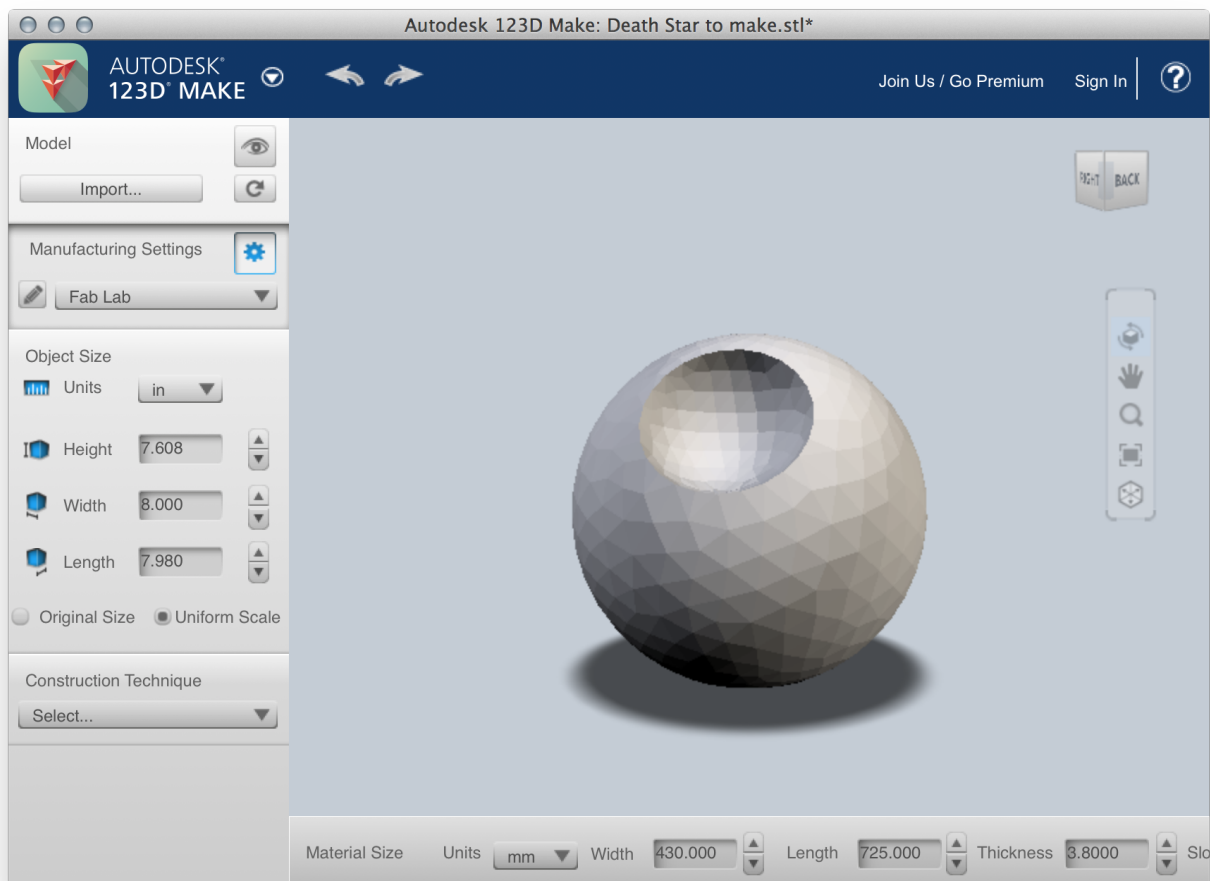 Autodesk 123D Make: Death Star to make.stl*
AUTODESK®
123D® MAKE
Join Us / Go Premium
Sign In
?
Model
Import...
RIGHT
BACK
Manufacturing Settings
Fab Lab
Object Size
Units in
Height 7.608
Width 8.000
Length 7.980
Original Size Uniform Scale
Construction Technique
Select...
Material Size Units mm Width 430.000 Length 725.000 Thickness 3.8000 Slo